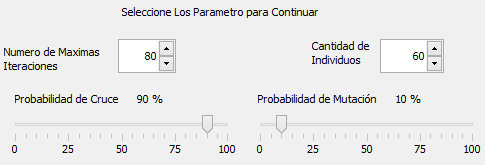 Seleccione Los Parametro para Continuar
Numero de Maximas
Iteraciones
80
Cantidad de
Individuos
60
Probabilidad de Cruce 90 %
Probabilidad de Mutación 10 %
0 25 50 75 100
0 25 50 75 100